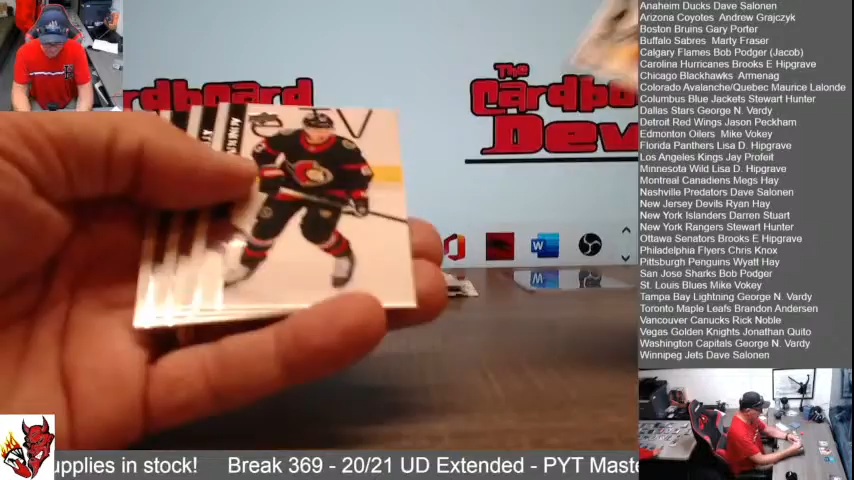 Anaheim Ducks Dave Salonen
Arizona Coyotes Andrew Grajczyk
Boston Bruins Gary Porter
Buffalo Sabres Marty Fraser
Calgary Flames Bob Podger (Jacob)
Carolina Hurricanes Brooks E Hipgrave
Chicago Blackhawks Armenag
Colorado Avalanche/Quebec Maurice Lalonde
Columbus Blue Jackets Stewart Hunter
Dallas Stars George N. Vardy
Detroit Red Wings Jason Peckham
Edmonton Oilers Mike Vokey
Florida Panthers Lisa D. Hipgrave
Los Angeles Kings Jay Profeit
Minnesota Wild Lisa D. Hipgrave
Montreal Canadiens Megs Hay
Nashville Predators Dave Salonen
New Jersey Devils Ryan Hay
New York Islanders Darren Stuart
New York Rangers Stewart Hunter
Ottawa Senators Brooks E Hipgrave
Philadelphia Flyers Chris Knox
Pittsburgh Penguins Wyatt Hay
San Jose Sharks Bob Podger
St. Louis Blues Mike Vokey
Tampa Bay Lightning George N. Vardy
Toronto Maple Leafs Brandon Andersen
Vancouver Canucks Rick Noble
Vegas Golden Knights Jonathan Quito
Washington Capitals George N. Vardy
Winnipeg Jets Dave Salonen
rdboard
The
Cardboa
Dev
upplies in stock! Break 369 - 20/21 UD Extended - PYT Maste